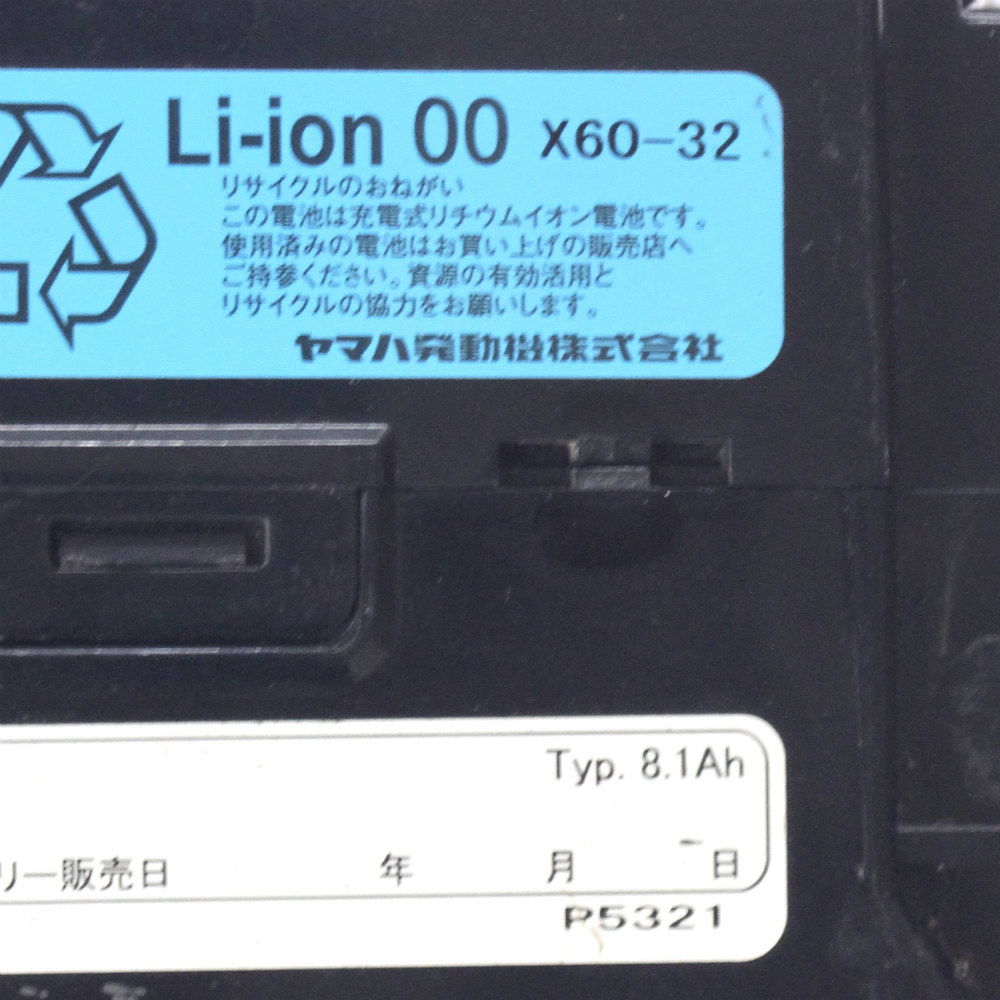 Li-ion 00 X60-32
リサイクルのおねがい
この電池は充電式リチウムイオン電池です。
使用済みの電池はお買い上げの販売店へ
ご持参ください。資源の有効活用と
リサイクルの協力をお願いします。
ヤマハ発動機株式会社
Typ. 8.1Ah
リー販売日 年 月 日
P5321